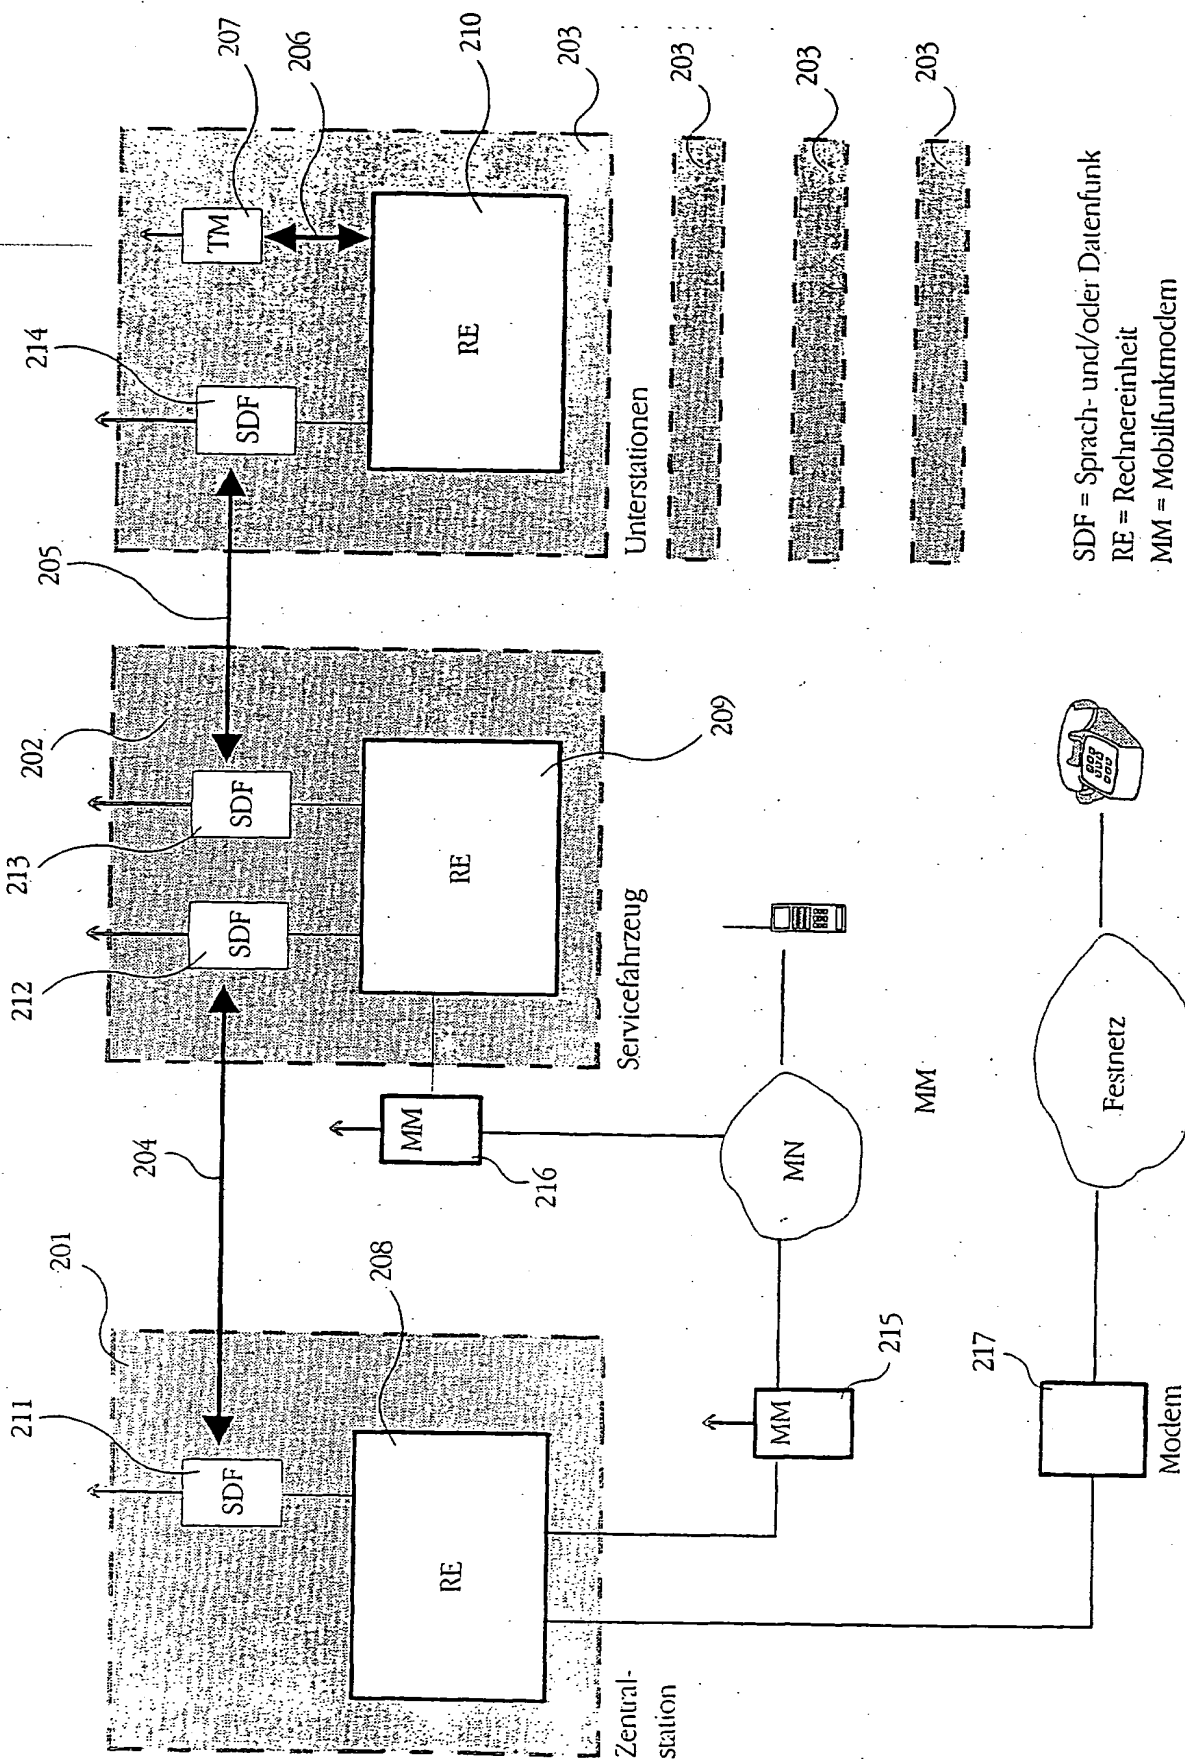 211
201
204
212
213
202
205
214
207
206
210
203
SDF
SDF
SDF
SDF
TM
RE
208
MM
216
RE
209
RE
Zentral-
station
Servicefahrzeug
Unterstationen
203
203
203
MM
215
MN
MM
217
Modem
Festnetz
SDF = Sprach- und/oder Datenfunk
RE = Rechnereinheit
MM = Mobilfunkmodem